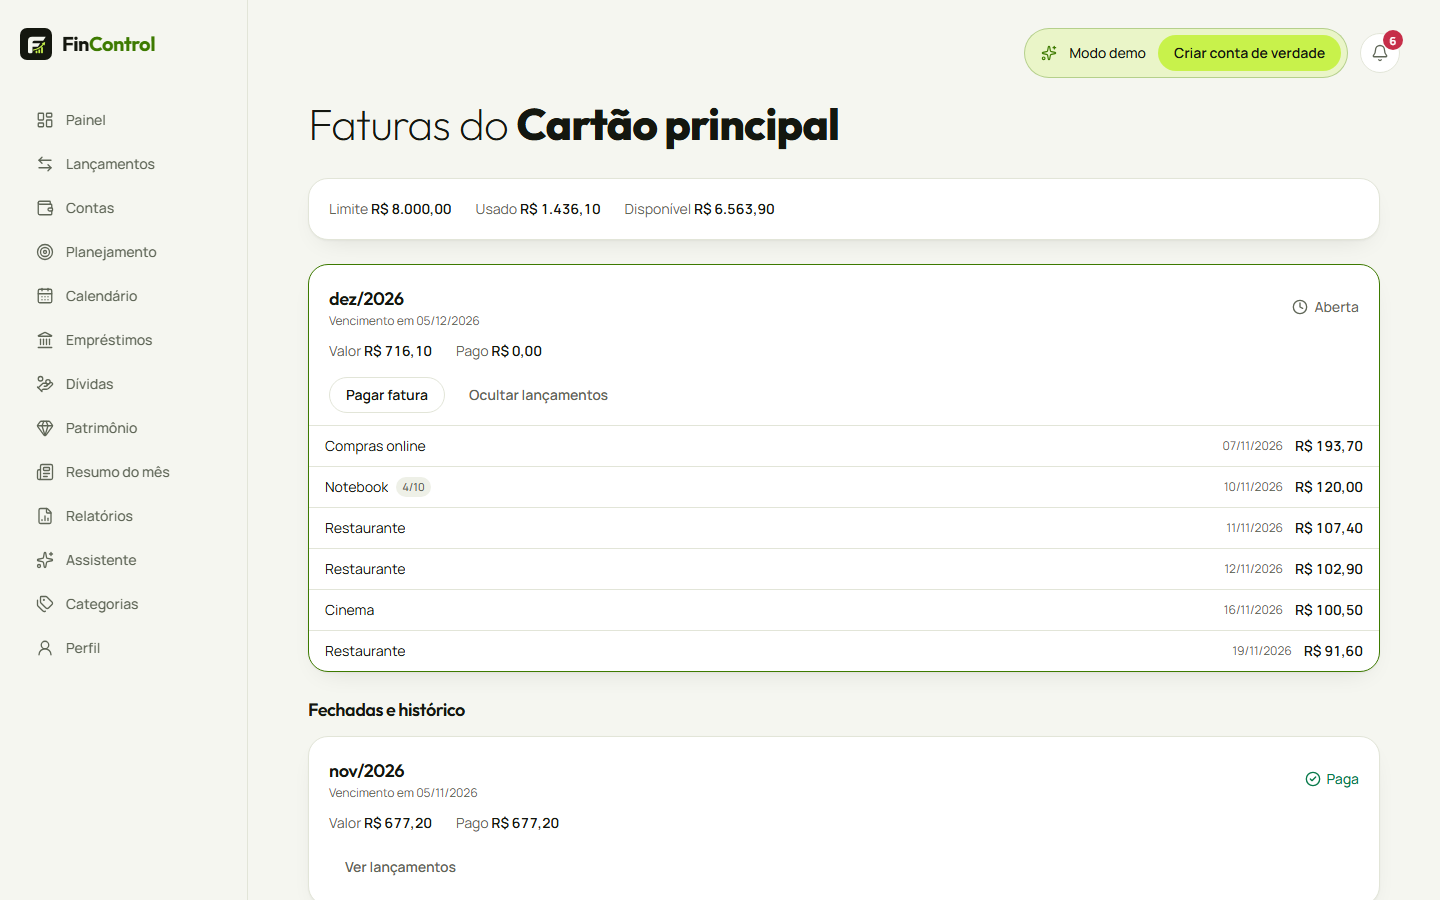 FinControl
Modo demo
Criar conta de verdade
6
Painel
Lançamentos
Contas
Planejamento
Calendário
Empréstimos
Dívidas
Patrimônio
Resumo do mês
Relatórios
Assistente
Categorias
Perfil
Faturas do Cartão principal
Limite R$ 8.000,00 Usado R$ 1.436,10 Disponível R$ 6.563,90
dez/2026
Vencimento em 05/12/2026
Aberta
Valor R$ 716,10 Pago R$ 0,00
Pagar fatura Ocultar lançamentos
Compras online 07/11/2026 R$ 193,70
Notebook 4/10 10/11/2026 R$ 120,00
Restaurante 11/11/2026 R$ 107,40
Restaurante 12/11/2026 R$ 102,90
Cinema 16/11/2026 R$ 100,50
Restaurante 19/11/2026 R$ 91,60
Fechadas e histórico
nov/2026
Vencimento em 05/11/2026
Paga
Valor R$ 677,20 Pago R$ 677,20
Ver lançamentos